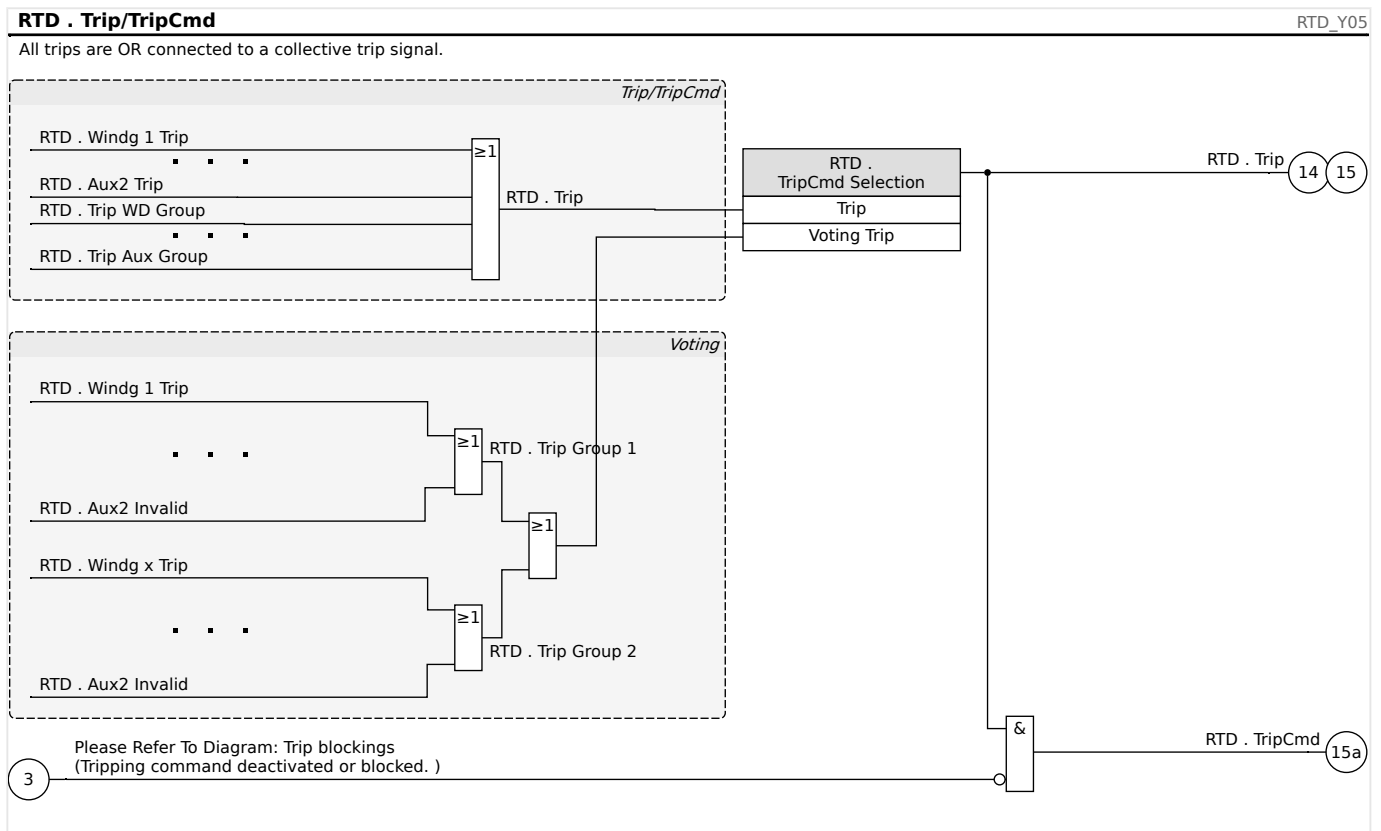 RTD . Trip/TripCmd
RTD_Y05
All trips are OR connected to a collective trip signal.
Trip/TripCmd
RTD . Windg 1 Trip
RTD . Aux2 Trip
RTD . Trip WD Group
RTD . Trip Aux Group
≥1
RTD . Trip
RTD .
TripCmd Selection
Trip
Voting Trip
RTD . Trip
14
15
Voting
RTD . Windg 1 Trip
RTD . Aux2 Invalid
≥1
RTD . Trip Group 1
≥1
RTD . Windg x Trip
RTD . Aux2 Invalid
≥1
RTD . Trip Group 2
3
Please Refer To Diagram: Trip blockings
(Tripping command deactivated or blocked. )
&
RTD . TripCmd
15a